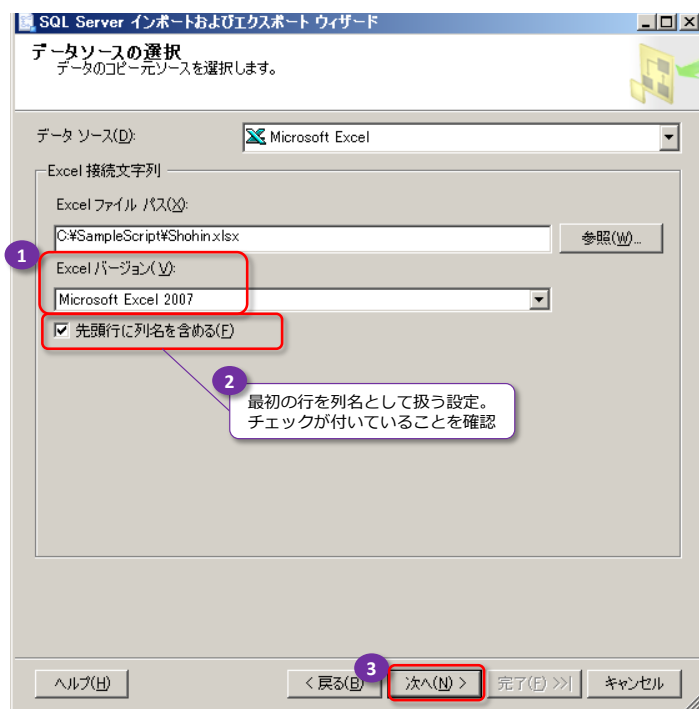 SQL Server インポートおよびエクスポート ウィザード
データソースの選択
データのコピー元ソースを選択します。
データ ソース(D):
Microsoft Excel
Excel 接続文字列
Excel ファイル パス(X):
C:¥SampleScript¥Shohin.xlsx
参照(W)...
1
Excel バージョン(V):
Microsoft Excel 2007
先頭行に列名を含める(F)
2
最初の行を列名として扱う設定。
チェックが付いていることを確認
3
ヘルプ(H)
< 戻る(B)
次へ(N) >
完了(F) >>|
キャンセル